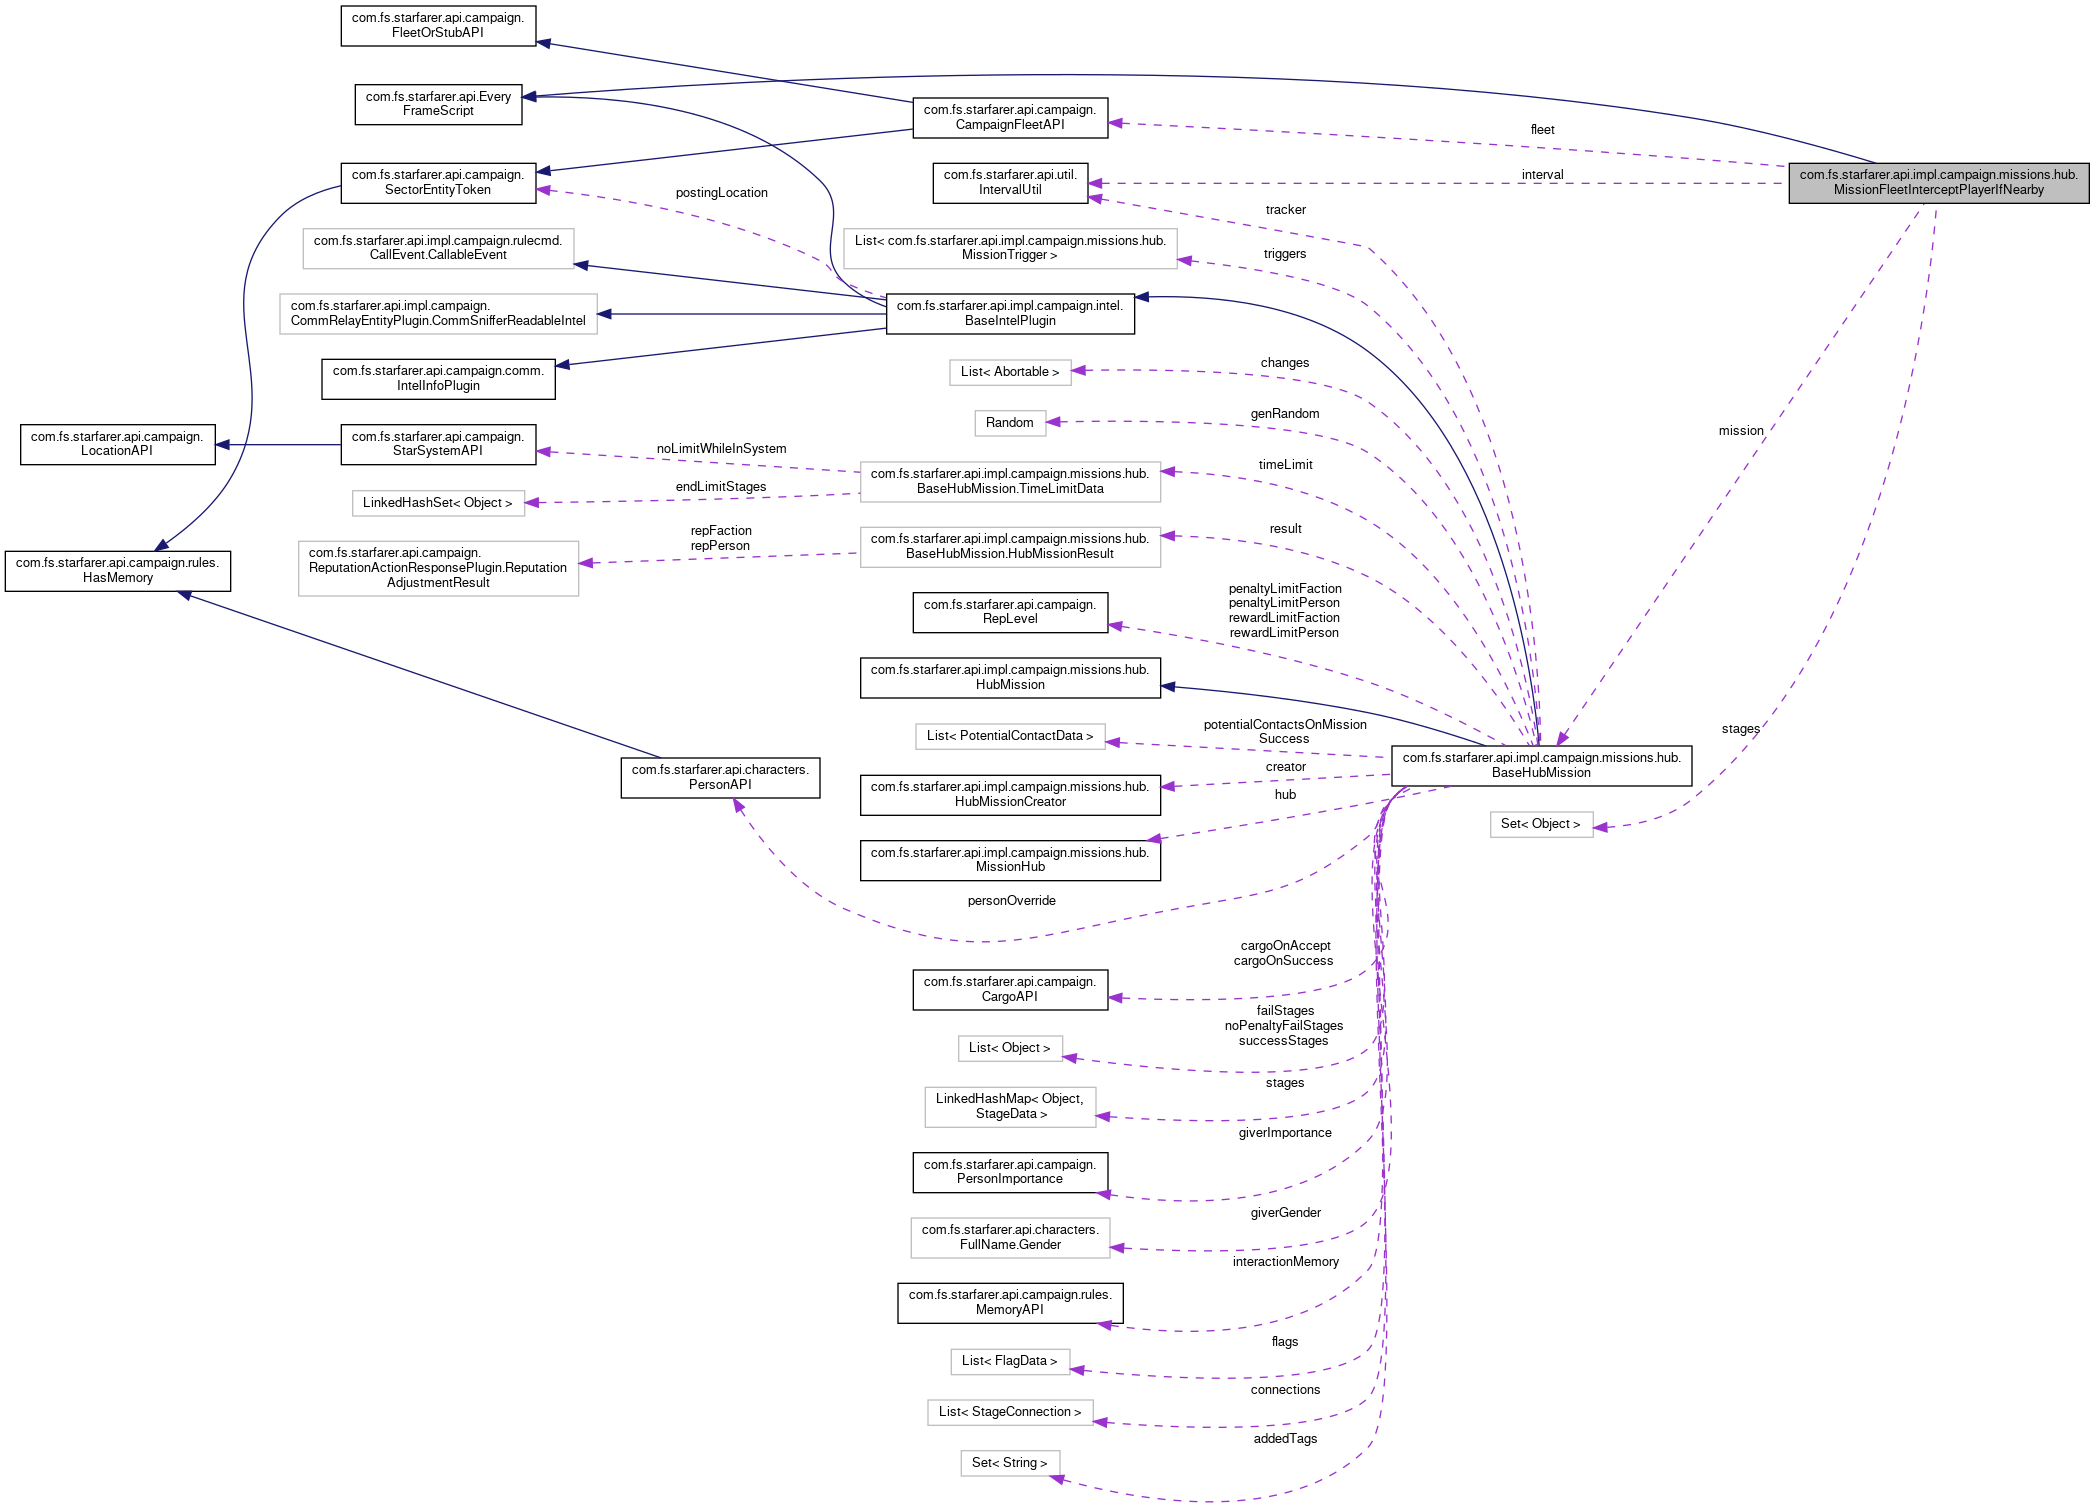 com.fs.starfarer.api.campaign.
FleetOrStubAPI
com.fs.starfarer.api.Every
FrameScript
com.fs.starfarer.api.campaign.
CampaignFleetAPI
fleet
com.fs.starfarer.api.campaign.
SectorEntityToken
postingLocation
com.fs.starfarer.api.util.
IntervalUtil
interval
tracker
com.fs.starfarer.api.impl.campaign.missions.hub.
MissionFleetInterceptPlayerIfNearby
com.fs.starfarer.api.impl.campaign.rulecmd.
CallEvent.CallableEvent
List< com.fs.starfarer.api.impl.campaign.missions.hub.
MissionTrigger >
triggers
com.fs.starfarer.api.impl.campaign.
CommRelayEntityPlugin.CommSnifferReadableIntel
com.fs.starfarer.api.impl.campaign.intel.
BaseIntelPlugin
com.fs.starfarer.api.campaign.comm.
IntelInfoPlugin
List< Abortable >
changes
Random
genRandom
mission
com.fs.starfarer.api.campaign.
LocationAPI
com.fs.starfarer.api.campaign.
StarSystemAPI
noLimitWhileInSystem
com.fs.starfarer.api.impl.campaign.missions.hub.
BaseHubMission.TimeLimitData
timeLimit
LinkedHashSet< Object >
endLimitStages
com.fs.starfarer.api.campaign.rules.
HasMemory
com.fs.starfarer.api.campaign.
ReputationActionResponsePlugin.Reputation
AdjustmentResult
repFaction
repPerson
com.fs.starfarer.api.impl.campaign.missions.hub.
BaseHubMission.HubMissionResult
result
com.fs.starfarer.api.campaign.
RepLevel
penaltyLimitFaction
penaltyLimitPerson
rewardLimitFaction
rewardLimitPerson
com.fs.starfarer.api.impl.campaign.missions.hub.
HubMission
List< PotentialContactData >
potentialContactsOnMission
Success
stages
com.fs.starfarer.api.characters.
PersonAPI
com.fs.starfarer.api.impl.campaign.missions.hub.
HubMissionCreator
creator
com.fs.starfarer.api.impl.campaign.missions.hub.
BaseHubMission
hub
com.fs.starfarer.api.impl.campaign.missions.hub.
MissionHub
Set< Object >
personOverride
com.fs.starfarer.api.campaign.
CargoAPI
cargoOnAccept
cargoOnSuccess
List< Object >
failStages
noPenaltyFailStages
successStages
LinkedHashMap< Object,
StageData >
stages
com.fs.starfarer.api.campaign.
PersonImportance
giverImportance
com.fs.starfarer.api.characters.
FullName.Gender
giverGender
com.fs.starfarer.api.campaign.rules.
MemoryAPI
interactionMemory
List< FlagData >
flags
List< StageConnection >
connections
Set< String >
addedTags